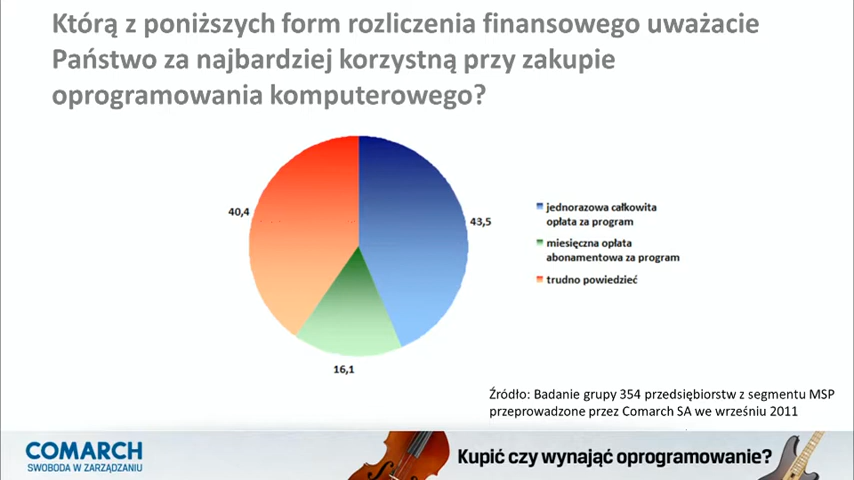 Którą z poniższych form rozliczenia finansowego uważacie
Państwo za najbardziej korzystną przy zakupie
oprogramowania komputerowego?
40,4
43,5
16,1
jednorazowa całkowita
opłata za program
miesięczna opłata
abonamentowa za program
trudno powiedzieć
Źródło: Badanie grupy 354 przedsiębiorstw z segmentu MSP
przeprowadzone przez Comarch SA we wrześniu 2011
COMARCH
SWOBODA W ZARZĄDZANIU
Kupić czy wynająć oprogramowanie?